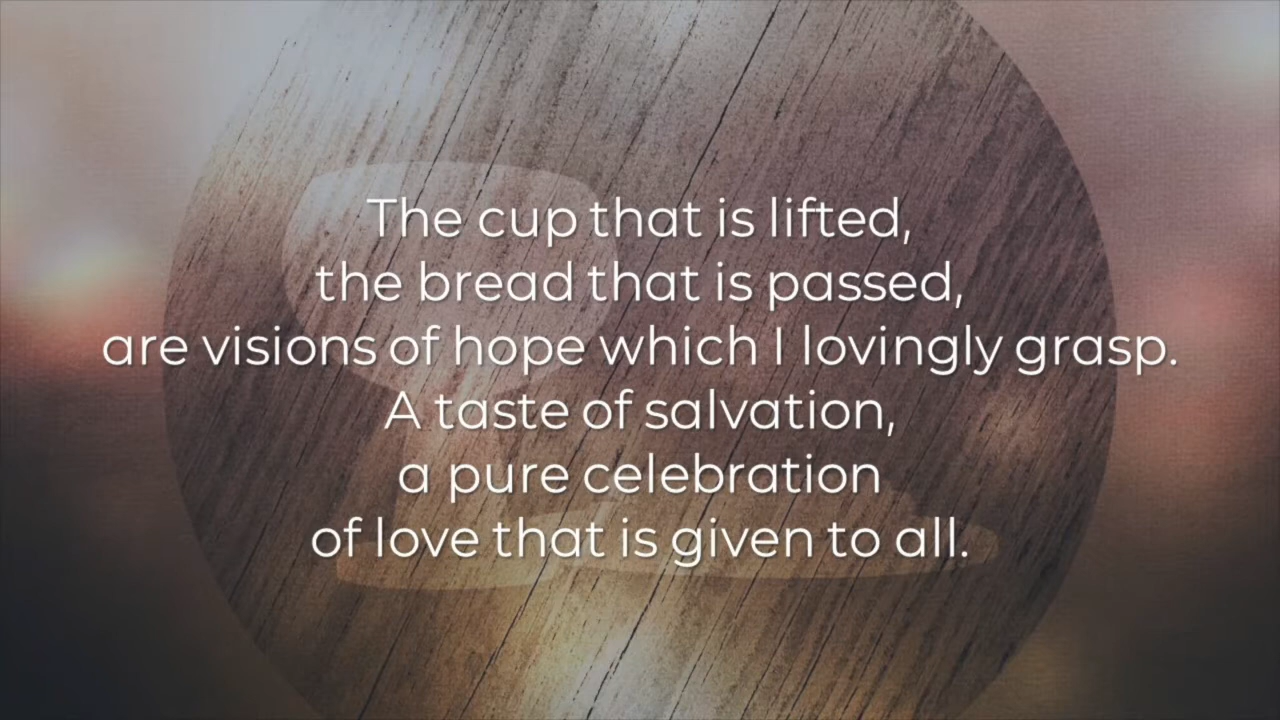 The cup that is lifted,
the bread that is passed,
are visions of hope which I lovingly grasp.
A taste of salvation,
a pure celebration
of love that is given to all.